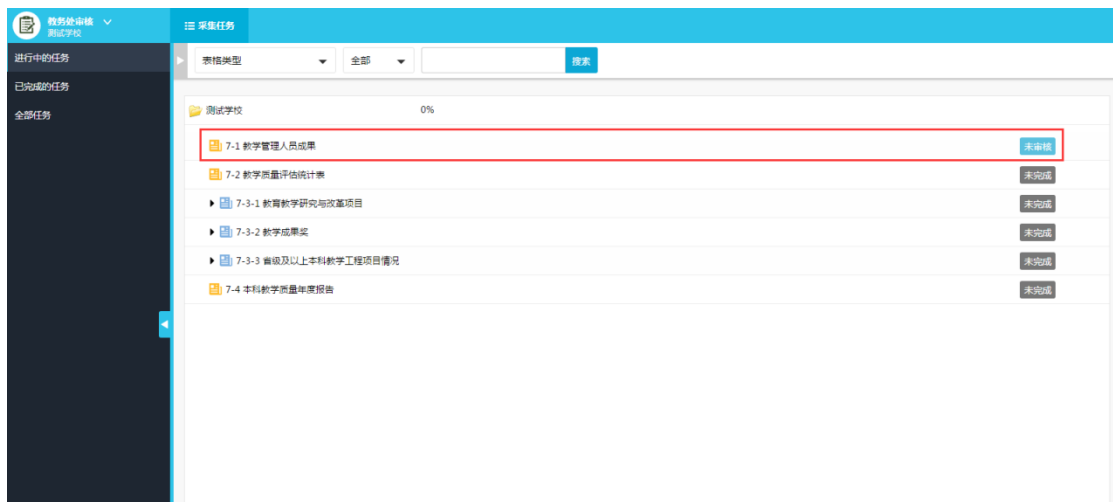 教务处审核
测试学校
采集任务
进行中的任务
已完成的任务
全部任务
表格类型
全部
搜索
测试学校 0%
7-1 教学管理人员成果 未审核
7-2 教学质量评估统计表 未完成
7-3-1 教育教学研究与改革项目 未完成
7-3-2 教学成果奖 未完成
7-3-3 省级及以上本科教学工程项目情况 未完成
7-4 本科教学质量年度报告 未完成